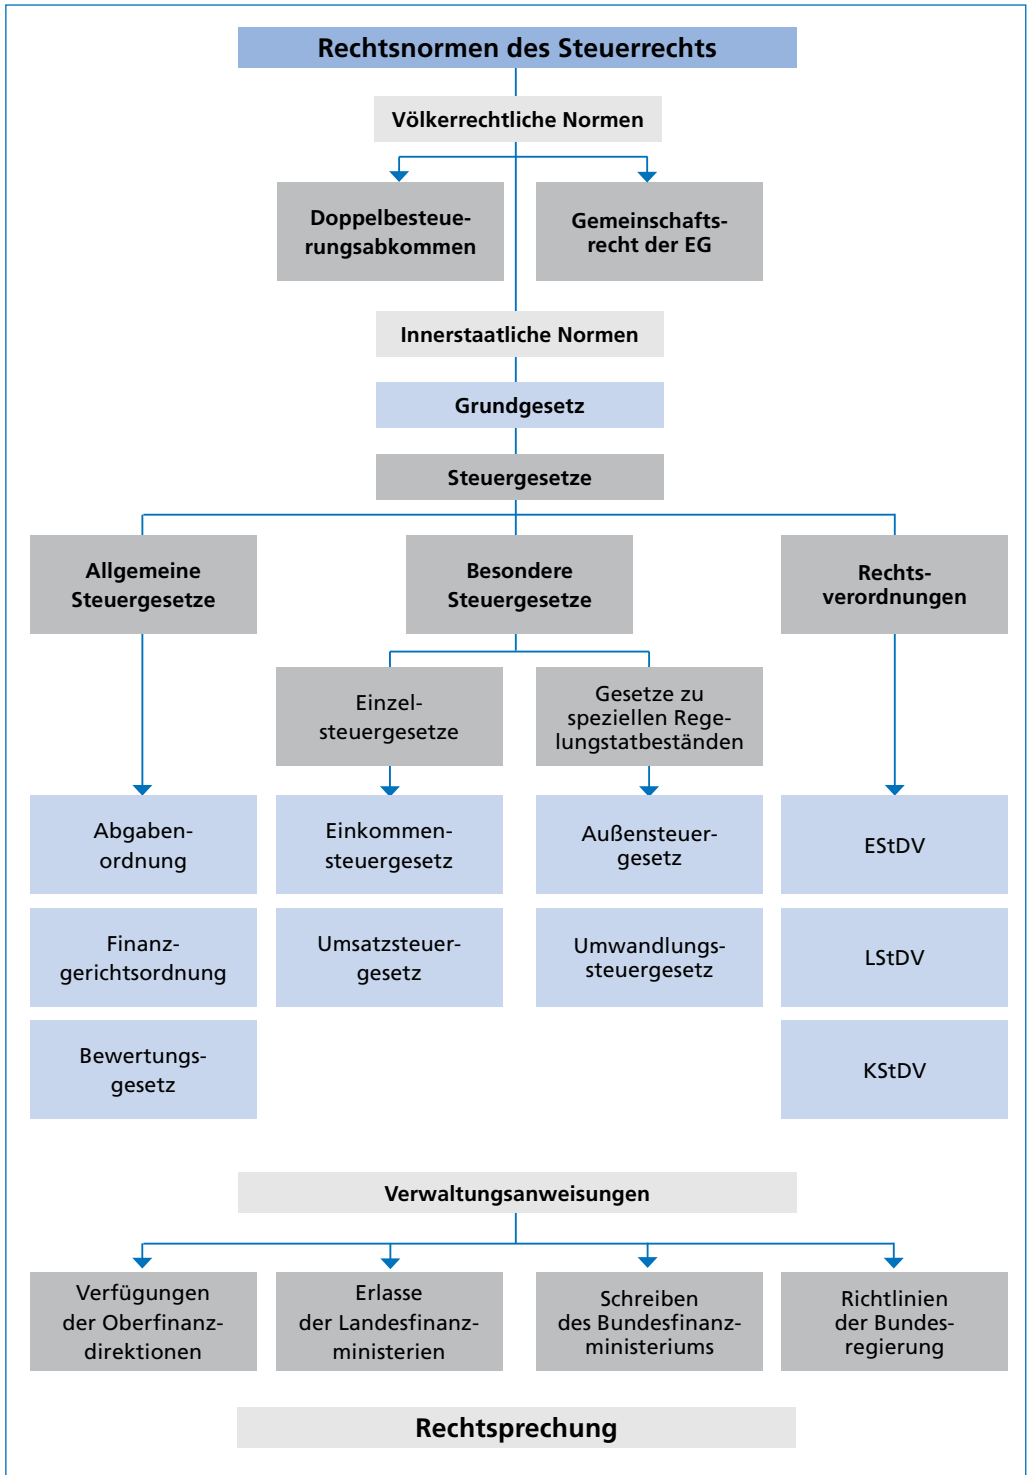 Rechtsnormen des Steuerrechts
Völkerrechtliche Normen
Doppelbesteue-
rungsabkommen
Gemeinschafts-
recht der EG
Innerstaatliche Normen
Grundgesetz
Steuergesetze
Allgemeine
Steuergesetze
Besondere
Steuergesetze
Rechts-
verordnungen
Einzel-
steuergesetze
Gesetze zu
speziellen Rege-
lungstatbeständen
Abgaben-
ordnung
Einkommen-
steuergesetz
Außensteuer-
gesetz
EStDV
Finanz-
gerichtsordnung
Umsatzsteuer-
gesetz
Umwandlungs-
steuergesetz
LStDV
Bewertungs-
gesetz
KStDV
Verwaltungsanweisungen
Verfügungen
der Oberfinanz-
direktionen
Erlasse
der Landesfinanz-
ministerien
Schreiben
des Bundesfinanz-
ministeriums
Richtlinien
der Bundes-
regierung
Rechtsprechung